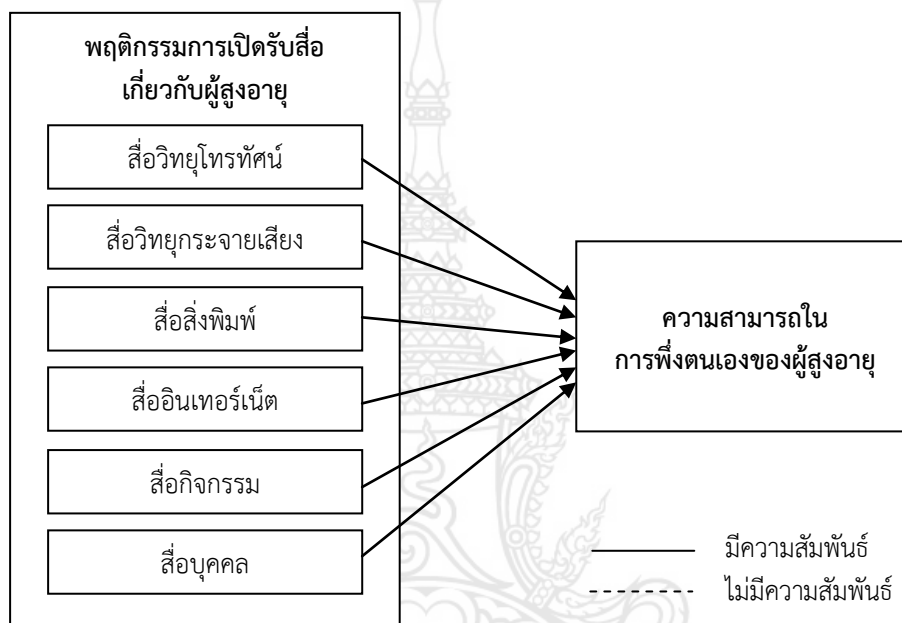 พฤติกรรมการเปิดรับสื่อ
เกี่ยวกับผู้สูงอายุ
สื่อวิทยุโทรทัศน์
สื่อวิทยุกระจายเสียง
สื่อสิ่งพิมพ์
สื่ออินเทอร์เน็ต
สื่อกิจกรรม
สื่อบุคคล
ความสามารถใน
การพึ่งตนเองของผู้สูงอายุ
มีความสัมพันธ์
ไม่มีความสัมพันธ์